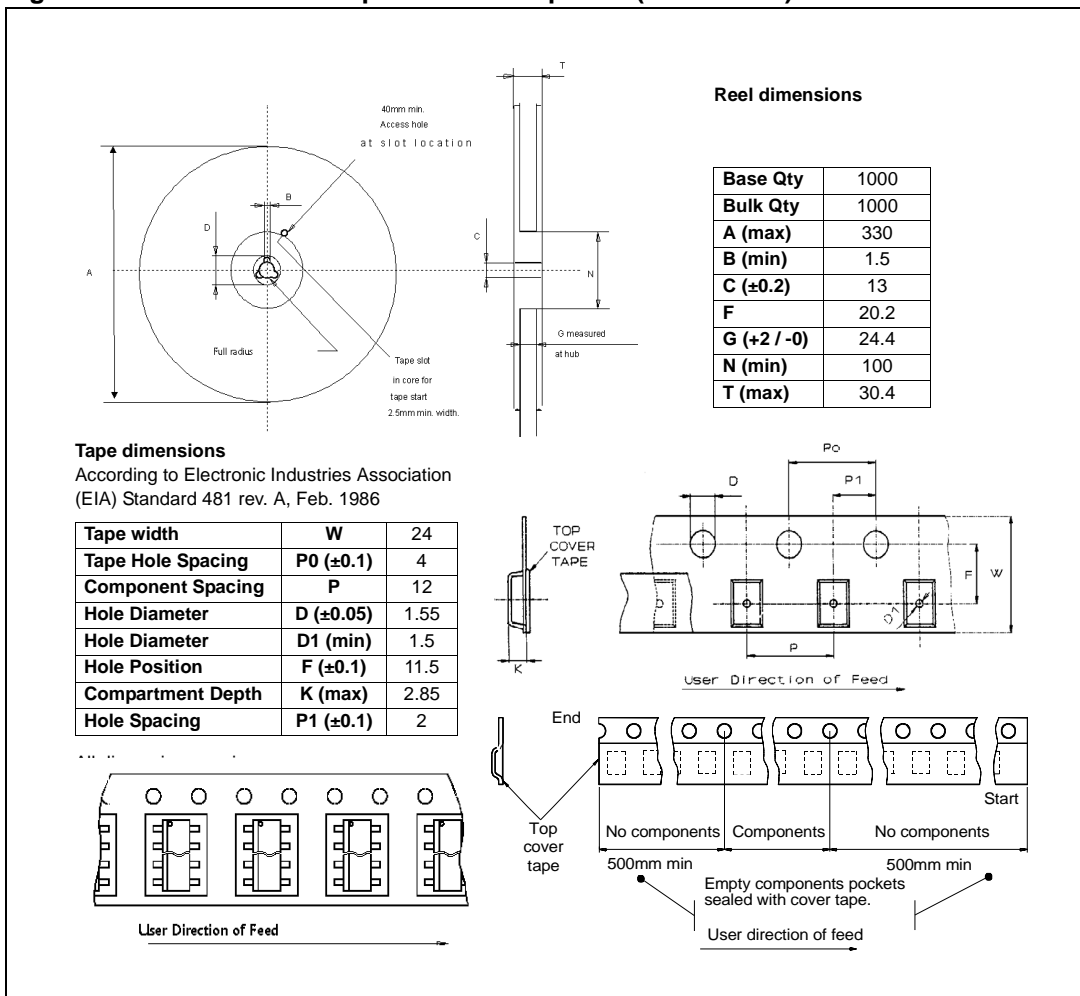 T
40mm min.
Access hole
at slot location
B
D
A
C
N
Full radius
G measured
at hub
Tape slot
in core for
tape start
2.5mm min. width.
Reel dimensions
Base Qty 1000
Bulk Qty 1000
A (max) 330
B (min) 1.5
C (±0.2) 13
F 20.2
G (+2 / -0) 24.4
N (min) 100
T (max) 30.4
Tape dimensions
According to Electronic Industries Association
(EIA) Standard 481 rev. A, Feb. 1986
Tape width W 24
Tape Hole Spacing P0 (±0.1) 4
Component Spacing P 12
Hole Diameter D (±0.05) 1.55
Hole Diameter D1 (min) 1.5
Hole Position F (±0.1) 11.5
Compartment Depth K (max) 2.85
Hole Spacing P1 (±0.1) 2
Po
D
P1
TOP
COVER
TAPE
F
W
D1
K
P
User Direction of Feed
End
Start
Top
cover
tape
No components Components No components
500mm min 500mm min
Empty components pockets
sealed with cover tape.
User direction of feed
User Direction of Feed